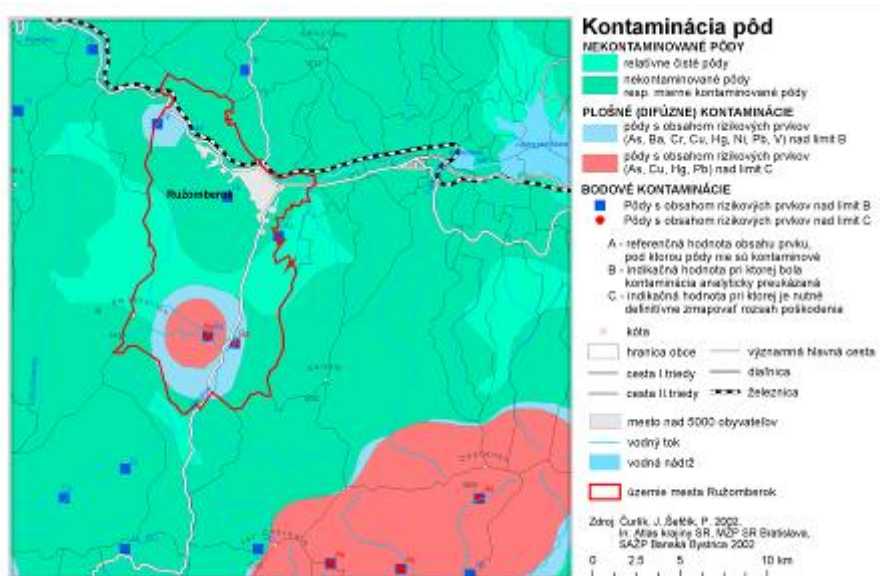 Kontaminácia pôd
NEKONTAMINOVANÉ PÔDY
relatívne čisté pôdy
nekontaminované pôdy
resp. mierne kontaminované pôdy
PLOŠNÉ (DIFÚZNE) KONTAMINÁCIE
pôdy s obsahom rizikových prvkov
(As, Ba, Cr, Cu, Hg, Ni, Pb, V) nad limit B
pôdy s obsahom rizikových prvkov
(As, Cu, Hg, Pb) nad limit C
BODOVÉ KONTAMINÁCIE
Pôdy s obsahom rizikových prvkov nad limit B
Pôdy s obsahom rizikových prvkov nad limit C
A - referenčná hodnota obsahu prvku,
pod ktorou pôdy nie sú kontaminové
B - indikačná hodnota pri ktorej bola
kontaminácia analyticky preukázaná
C - indikačná hodnota pri ktorej je nutné
definitívne zmapovať rozsah poškodenia
kóta
hranica obce
významná hlavná cesta
cesta I.triedy
diaľnica
cesta II.triedy
železnica
mesto nad 5000 obyvateľov
vodný tok
vodná nádrž
územie mesta Ružomberok
Zdroj: Čurlík, J.,Šefčík, P. 2002.
In: Atlas krajiny SR, MŽP SR Bratislava,
SAŽP Banská Bystrica 2002
0 2.5 5 10 km
Ružomberok